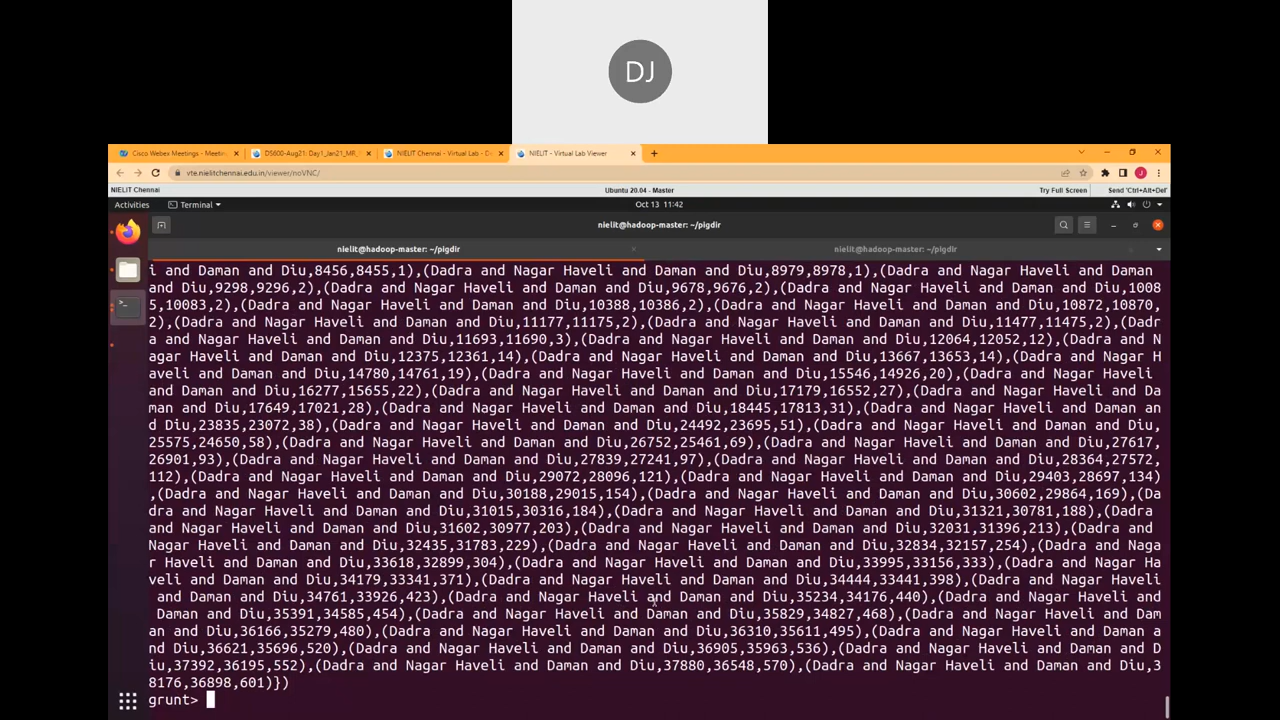 DJ
Cisco Webex Meetings - Meetin
DS600-Aug21: Day1_Jan21_MR_
NIELIT Chennai - Virtual Lab - D
NIELIT - Virtual Lab Viewer
vte.nielitchennai.edu.in/viewer/noVNC/
NIELIT Chennai
Ubuntu 20.04 - Master
Try Full Screen
Send 'Ctrl+Alt+Del'
Activities
Terminal
Oct 13 11:42
nielit@hadoop-master: ~/pigdir
nielit@hadoop-master: ~/pigdir
nielit@hadoop-master: ~/pigdir
i and Daman and Diu,8456,8455,1),(Dadra and Nagar Haveli and Daman and Diu,8979,8978,1),(Dadra and Nagar Haveli and Daman
and Diu,9298,9296,2),(Dadra and Nagar Haveli and Daman and Diu,9678,9676,2),(Dadra and Nagar Haveli and Daman and Diu,1008
5,10083,2),(Dadra and Nagar Haveli and Daman and Diu,10388,10386,2),(Dadra and Nagar Haveli and Daman and Diu,10872,10870,
2),(Dadra and Nagar Haveli and Daman and Diu,11177,11175,2),(Dadra and Nagar Haveli and Daman and Diu,11477,11475,2),(Dadr
a and Nagar Haveli and Daman and Diu,11693,11690,3),(Dadra and Nagar Haveli and Daman and Diu,12064,12052,12),(Dadra and N
agar Haveli and Daman and Diu,12375,12361,14),(Dadra and Nagar Haveli and Daman and Diu,13667,13653,14),(Dadra and Nagar H
aveli and Daman and Diu,14780,14761,19),(Dadra and Nagar Haveli and Daman and Diu,15546,14926,20),(Dadra and Nagar Haveli
and Daman and Diu,16277,15655,22),(Dadra and Nagar Haveli and Daman and Diu,17179,16552,27),(Dadra and Nagar Haveli and Da
man and Diu,17649,17021,28),(Dadra and Nagar Haveli and Daman and Diu,18445,17813,31),(Dadra and Nagar Haveli and Daman an
d Diu,23835,23072,38),(Dadra and Nagar Haveli and Daman and Diu,24492,23695,51),(Dadra and Nagar Haveli and Daman and Diu,
25575,24650,58),(Dadra and Nagar Haveli and Daman and Diu,26752,25461,69),(Dadra and Nagar Haveli and Daman and Diu,27617,
26901,93),(Dadra and Nagar Haveli and Daman and Diu,27839,27241,97),(Dadra and Nagar Haveli and Daman and Diu,28364,27572,
112),(Dadra and Nagar Haveli and Daman and Diu,29072,28096,121),(Dadra and Nagar Haveli and Daman and Diu,29403,28697,134)
,(Dadra and Nagar Haveli and Daman and Diu,30188,29015,154),(Dadra and Nagar Haveli and Daman and Diu,30602,29864,169),(Da
dra and Nagar Haveli and Daman and Diu,31015,30316,184),(Dadra and Nagar Haveli and Daman and Diu,31321,30781,188),(Dadra
and Nagar Haveli and Daman and Diu,31602,30977,203),(Dadra and Nagar Haveli and Daman and Diu,32031,31396,213),(Dadra and
Nagar Haveli and Daman and Diu,32435,31783,229),(Dadra and Nagar Haveli and Daman and Diu,32834,32157,254),(Dadra and Naga
r Haveli and Daman and Diu,33618,32899,304),(Dadra and Nagar Haveli and Daman and Diu,33995,33156,333),(Dadra and Nagar Ha
veli and Daman and Diu,34179,33341,371),(Dadra and Nagar Haveli and Daman and Diu,34444,33441,398),(Dadra and Nagar Haveli
and Daman and Diu,34761,33926,423),(Dadra and Nagar Haveli and Daman and Diu,35234,34176,440),(Dadra and Nagar Haveli and
Daman and Diu,35391,34585,454),(Dadra and Nagar Haveli and Daman and Diu,35829,34827,468),(Dadra and Nagar Haveli and Dam
an and Diu,36166,35279,480),(Dadra and Nagar Haveli and Daman and Diu,36310,35611,495),(Dadra and Nagar Haveli and Daman a
nd Diu,36621,35696,520),(Dadra and Nagar Haveli and Daman and Diu,36905,35963,536),(Dadra and Nagar Haveli and Daman and D
iu,37392,36195,552),(Dadra and Nagar Haveli and Daman and Diu,37880,36548,570),(Dadra and Nagar Haveli and Daman and Diu,3
8176,36898,601)})
grunt>